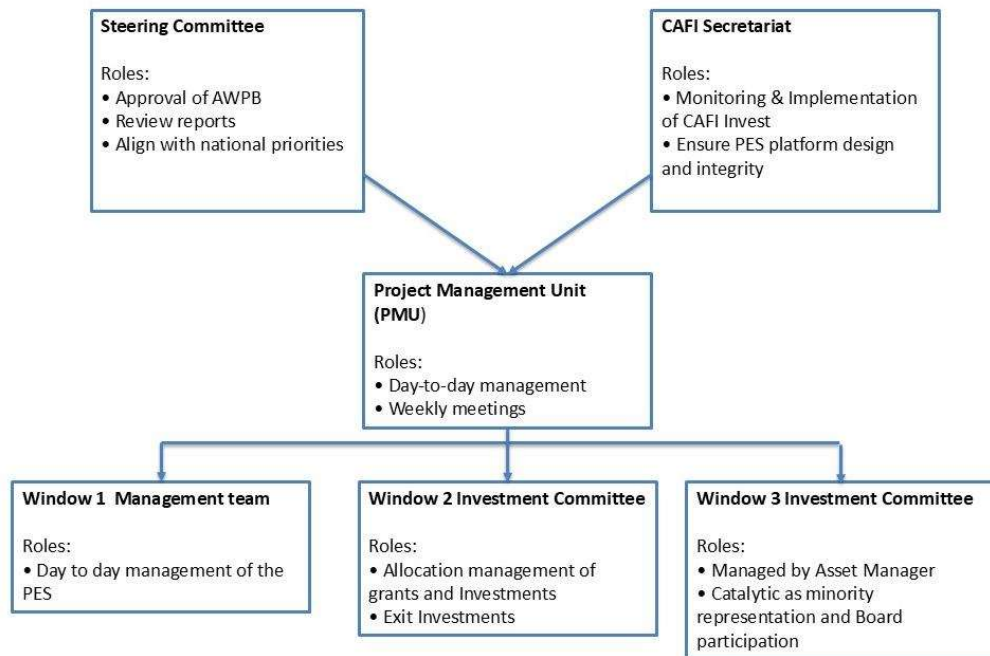 Steering Committee
Roles:
• Approval of AWPB
• Review reports
• Align with national priorities
CAFI Secretariat
Roles:
• Monitoring & Implementation
of CAFI Invest
• Ensure PES platform design
and integrity
Project Management Unit
(PMU)
Roles:
• Day-to-day management
• Weekly meetings
Window 1 Management team
Roles:
• Day to day management of the
PES
Window 2 Investment Committee
Roles:
• Allocation management of
grants and Investments
• Exit Investments
Window 3 Investment Committee
Roles:
• Managed by Asset Manager
• Catalytic as minority
representation and Board
participation